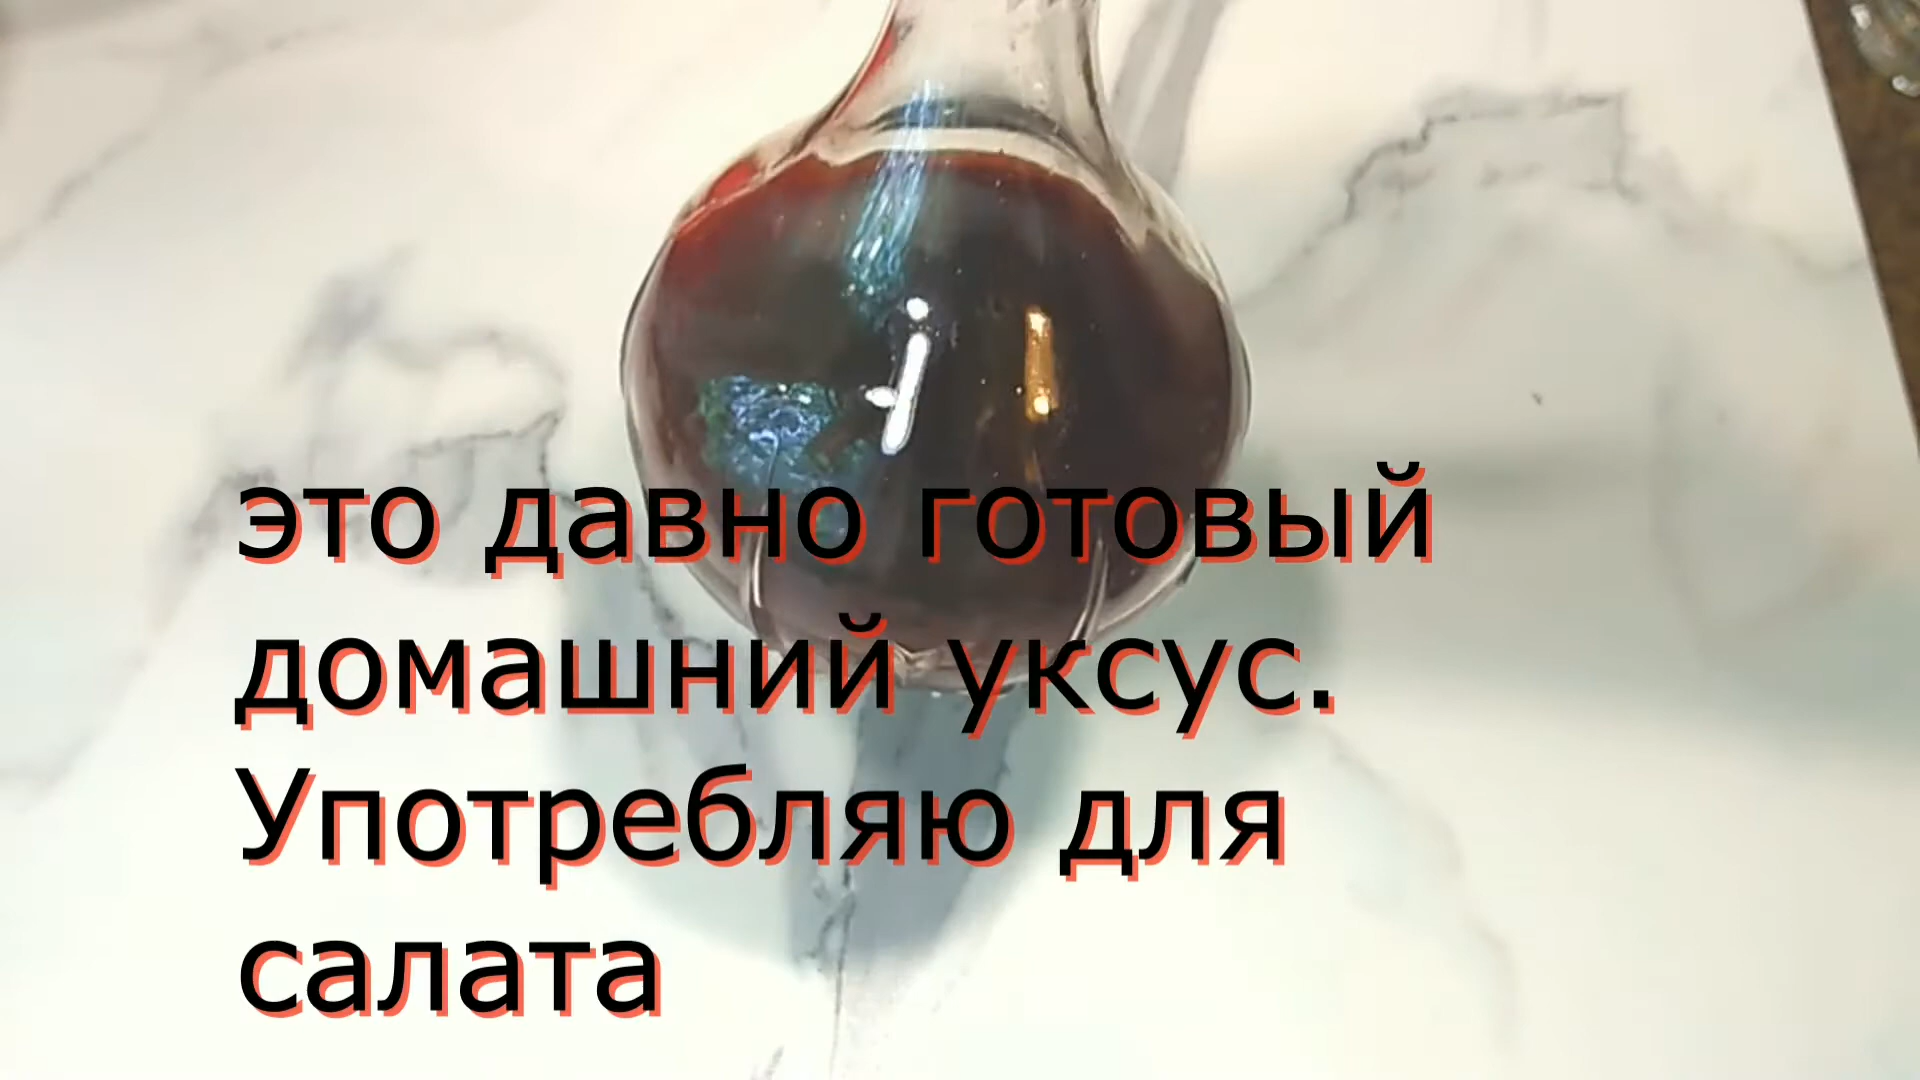 это давно готовый
домашний уксус.
Употребляю для
салата